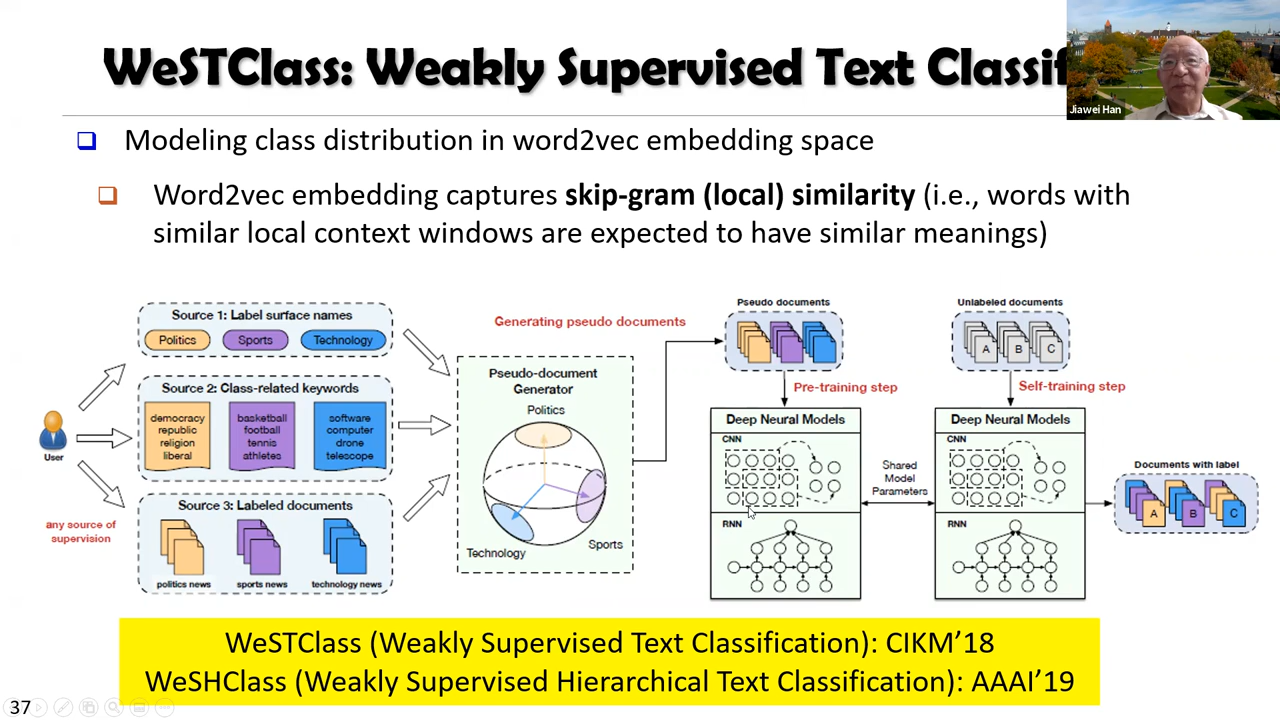 WeSTClass: Weakly Supervised Text Classif
Jiawei Han
Modeling class distribution in word2vec embedding space
Word2vec embedding captures skip-gram (local) similarity (i.e., words with
similar local context windows are expected to have similar meanings)
Source 1: Label surface names
Politics
Sports
Technology
Source 2: Class-related keywords
democracy
republic
religion
liberal
basketball
football
tennis
athletes
software
computer
drone
telescope
Source 3: Labeled documents
politics news
sports news
technology news
User
any source of
supervision
Generating pseudo documents
Pseudo-document
Generator
Politics
Technology
Sports
Pseudo documents
Pre-training step
Deep Neural Models
CNN
RNN
Shared
Model
Parameters
Unlabeled documents
A
B
C
Self-training step
Deep Neural Models
CNN
RNN
Documents with label
A
B
C
WeSTClass (Weakly Supervised Text Classification): CIKM’18
WeSHClass (Weakly Supervised Hierarchical Text Classification): AAAI’19
37